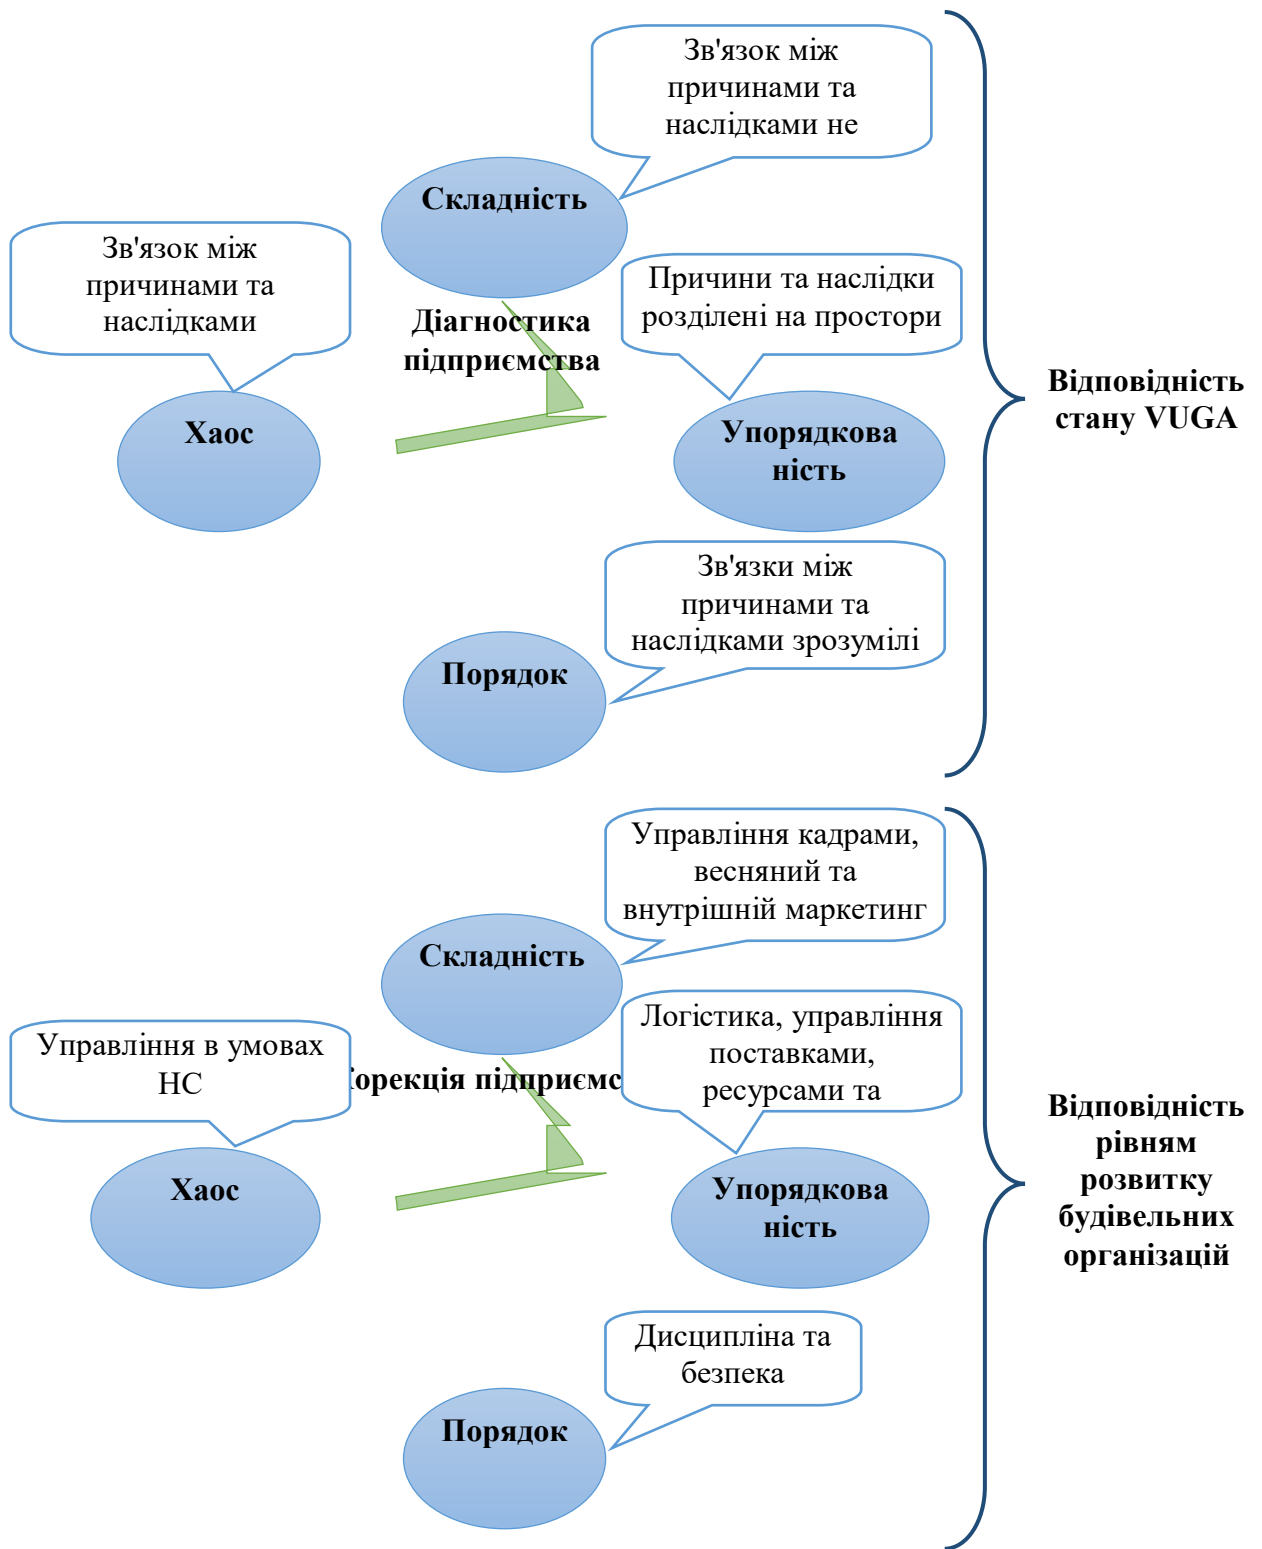 Зв'язок між
причинами та
наслідками не
Складність
Зв'язок між
причинами та
наслідками
Причини та наслідки
розділені на простори
Діагностика
підприємства
Хаос
Упорядкова
ність
Відповідність
стану VUGA
Зв'язки між
причинами та
наслідками зрозумілі
Порядок
Управління кадрами,
весняний та
внутрішній маркетинг
Складність
Управління в умовах
НС
Логістика, управління
поставками,
ресурсами та
орекція підприємс
Хаос
Упорядкова
ність
Відповідність
рівням
розвитку
будівельних
організацій
Дисципліна та
безпека
Порядок